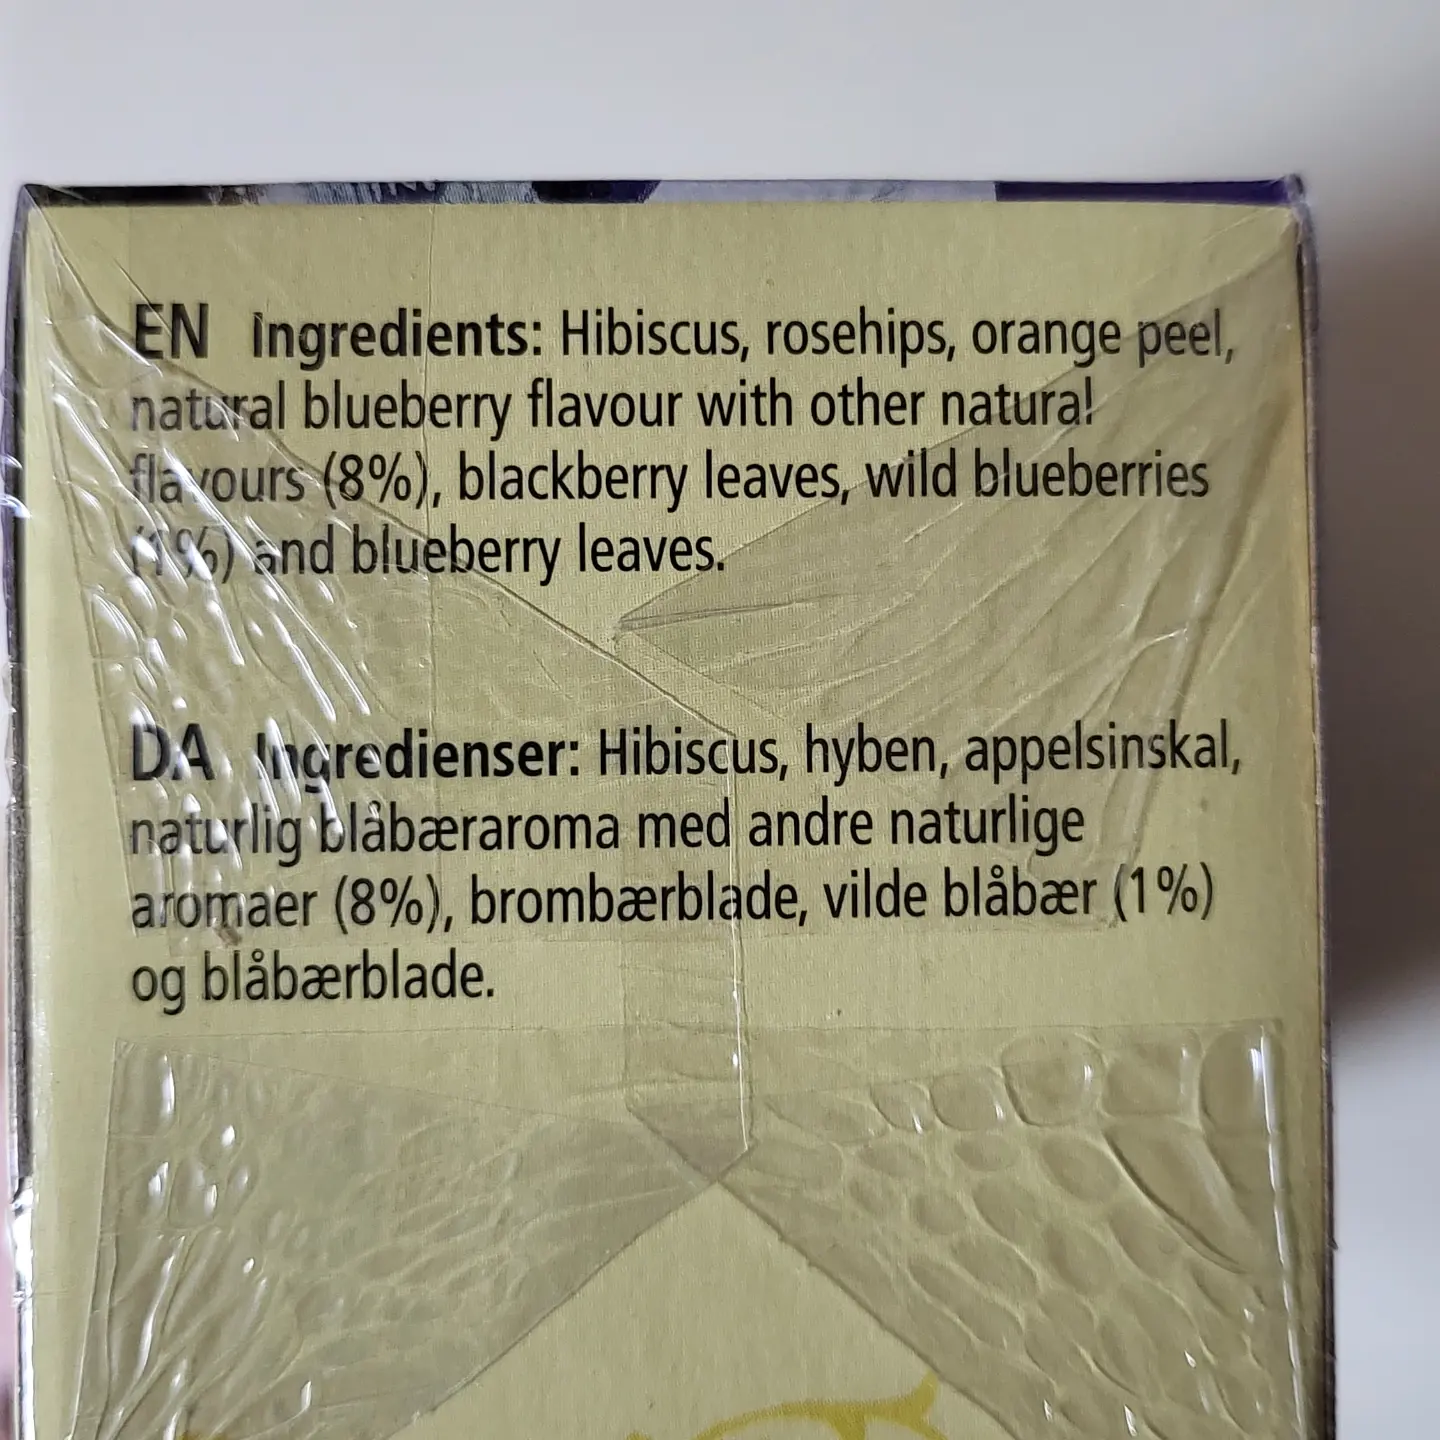 EN Ingredients: Hibiscus, rosehips, orange peel,
natural blueberry flavour with other natural
flavours (8%), blackberry leaves, wild blueberries
(1%) and blueberry leaves.
DA Ingredienser: Hibiscus, hyben, appelsinskal,
naturlig blåbæraroma med andre naturlige
aromaer (8%), brombærblade, vilde blåbær (1%)
og blåbærblade.